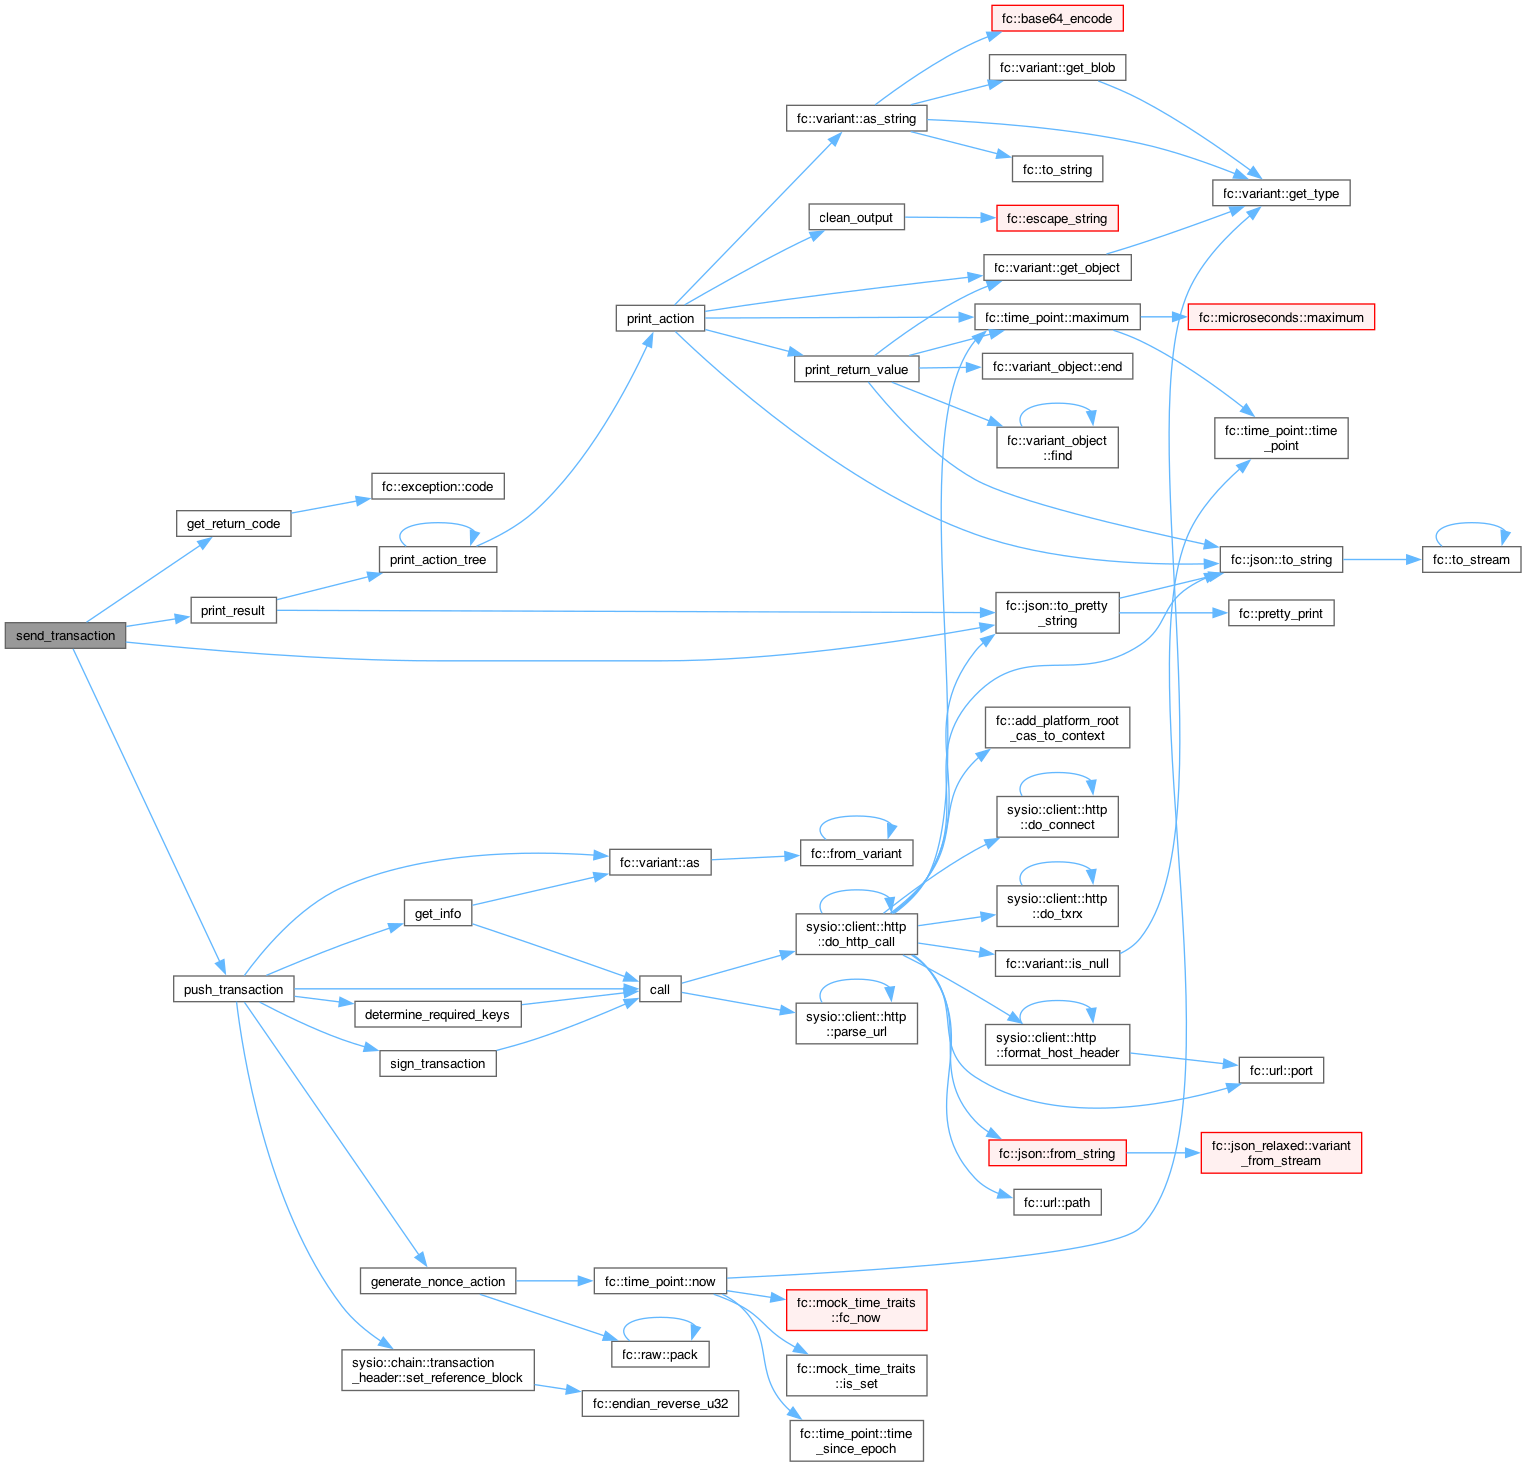 fc::base64_encode
fc::variant::get_blob
fc::variant::as_string
fc::to_string
fc::variant::get_type
clean_output
fc::escape_string
fc::variant::get_object
print_action
fc::time_point::maximum
fc::microseconds::maximum
print_return_value
fc::variant_object::end
fc::variant_object
::find
fc::time_point::time
_point
fc::exception::code
get_return_code
print_action_tree
fc::json::to_string
fc::to_stream
print_result
fc::json::to_pretty
_string
fc::pretty_print
send_transaction
fc::add_platform_root
_cas_to_context
sysio::client::http
::do_connect
fc::variant::as
fc::from_variant
sysio::client::http
::do_txrx
get_info
sysio::client::http
::do_http_call
fc::variant::is_null
push_transaction
call
determine_required_keys
sysio::client::http
::parse_url
sysio::client::http
::format_host_header
sign_transaction
fc::url::port
fc::json::from_string
fc::json_relaxed::variant
_from_stream
fc::url::path
generate_nonce_action
fc::time_point::now
fc::mock_time_traits
::fc_now
fc::raw::pack
sysio::chain::transaction
_header::set_reference_block
fc::mock_time_traits
::is_set
fc::endian_reverse_u32
fc::time_point::time
_since_epoch